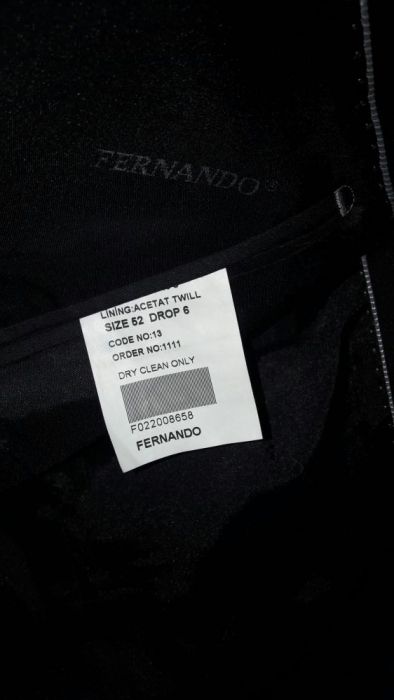 FERNANDO®
LINING:ACETAT TWILL
SIZE 52 DROP 6
CODE NO:13
ORDER NO:1111
DRY CLEAN ONLY
F022008658
FERNANDO